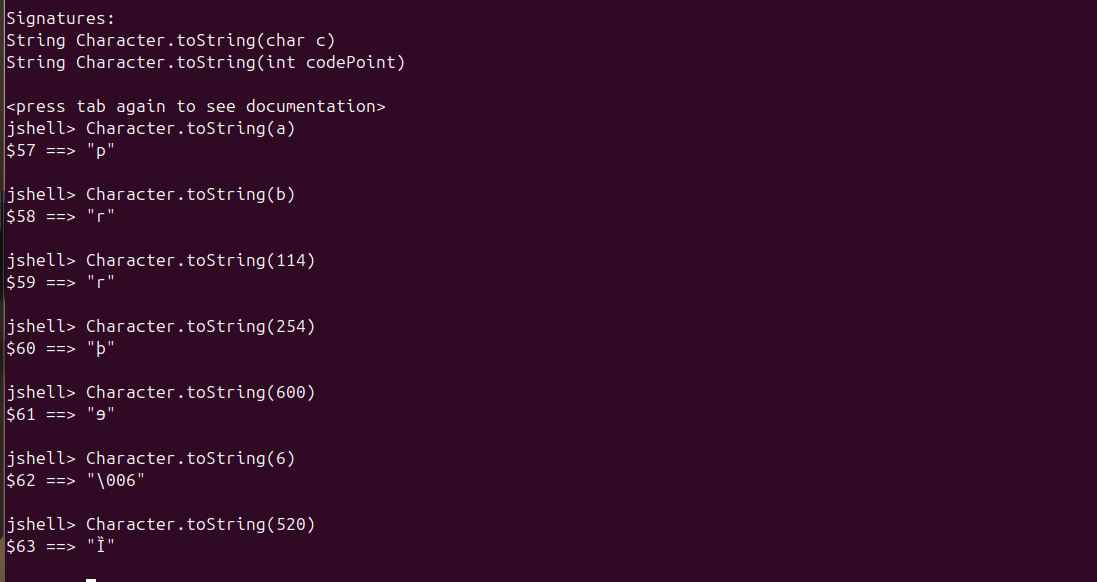 Signatures:
String Character.toString(char c)
String Character.toString(int codePoint)
<press tab again to see documentation>
jshell> Character.toString(a)
$57 ==> "p"
jshell> Character.toString(b)
$58 ==> "r"
jshell> Character.toString(114)
$59 ==> "r"
jshell> Character.toString(254)
$60 ==> "þ"
jshell> Character.toString(600)
$61 ==> "ɘ"
jshell> Character.toString(6)
$62 ==> "\006"
jshell> Character.toString(520)
$63 ==> "Ȉ"